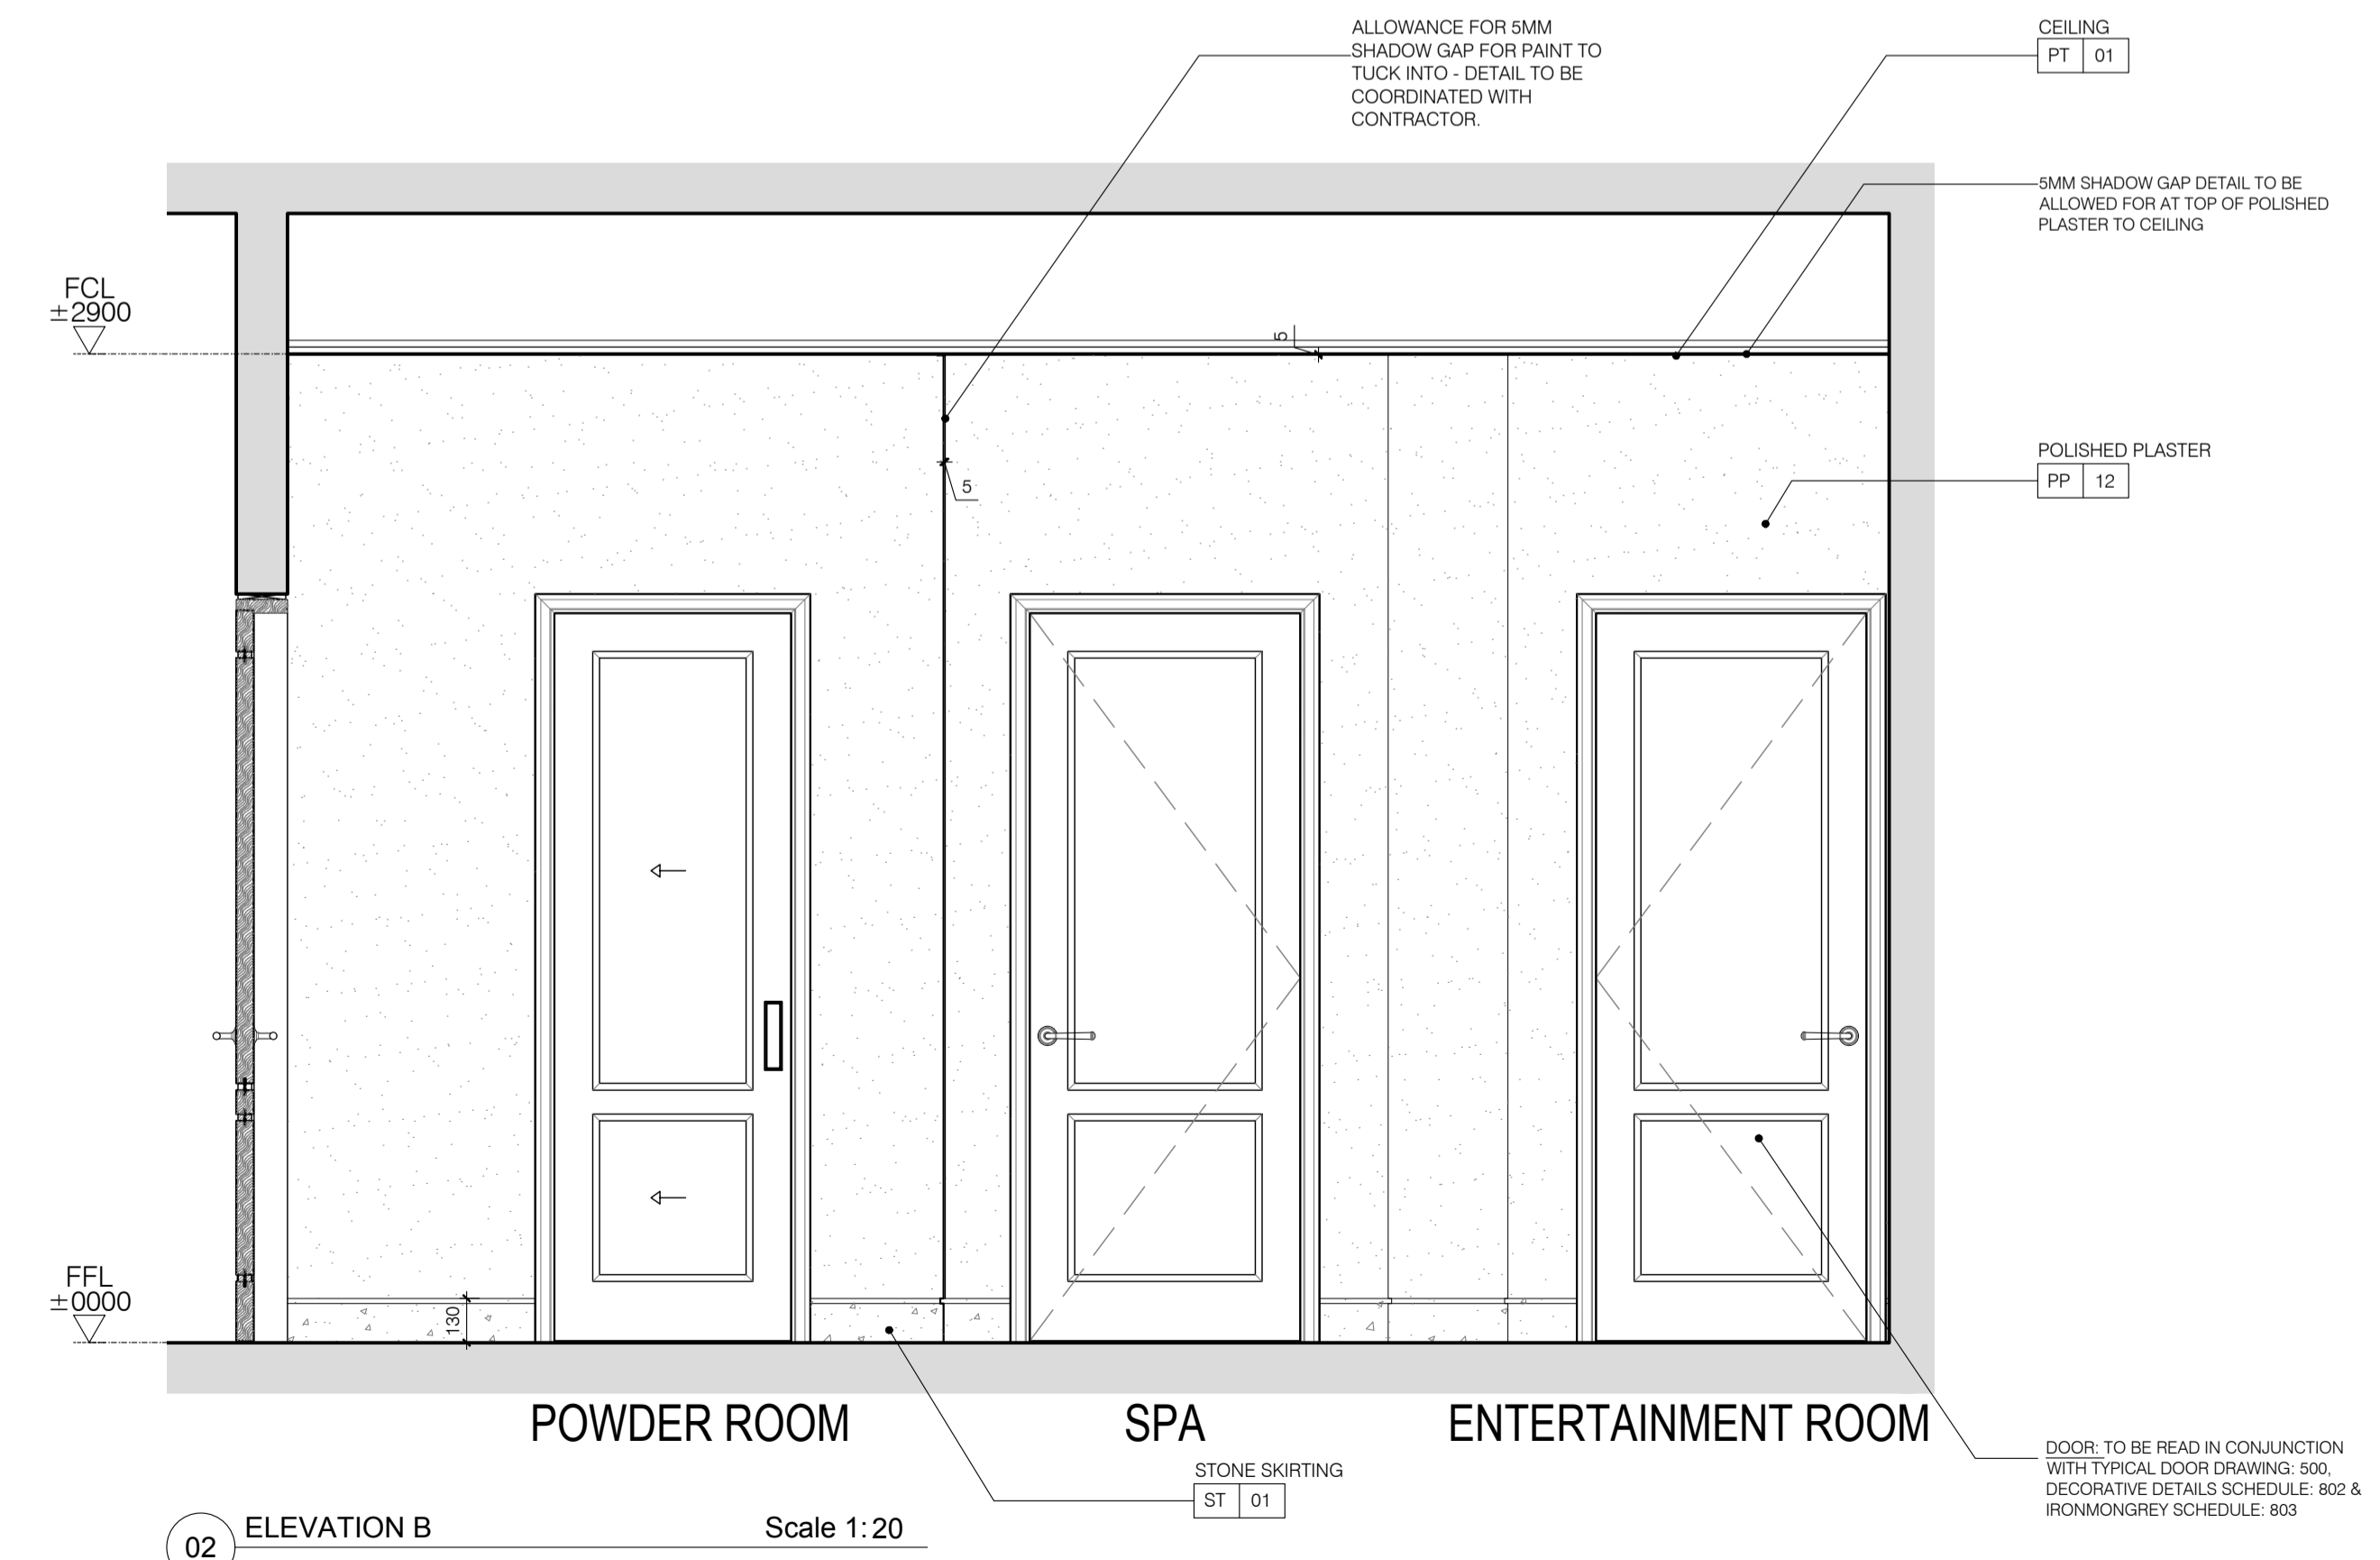 ALLOWANCE FOR 5MM
SHADOW GAP FOR PAINT TO
TUCK INTO - DETAIL TO BE
COORDINATED WITH
CONTRACTOR.
CEILING
PT 01
5MM SHADOW GAP DETAIL TO BE
ALLOWED FOR AT TOP OF POLISHED
PLASTER TO CEILING
FCL
±2900
5
POLISHED PLASTER
PP 12
5
FFL
±0000
130
POWDER ROOM
SPA
ENTERTAINMENT ROOM
STONE SKIRTING
ST 01
DOOR: TO BE READ IN CONJUNCTION
WITH TYPICAL DOOR DRAWING: 500,
DECORATIVE DETAILS SCHEDULE: 802 &
IRONMONGREY SCHEDULE: 803
02
ELEVATION B
Scale 1:20